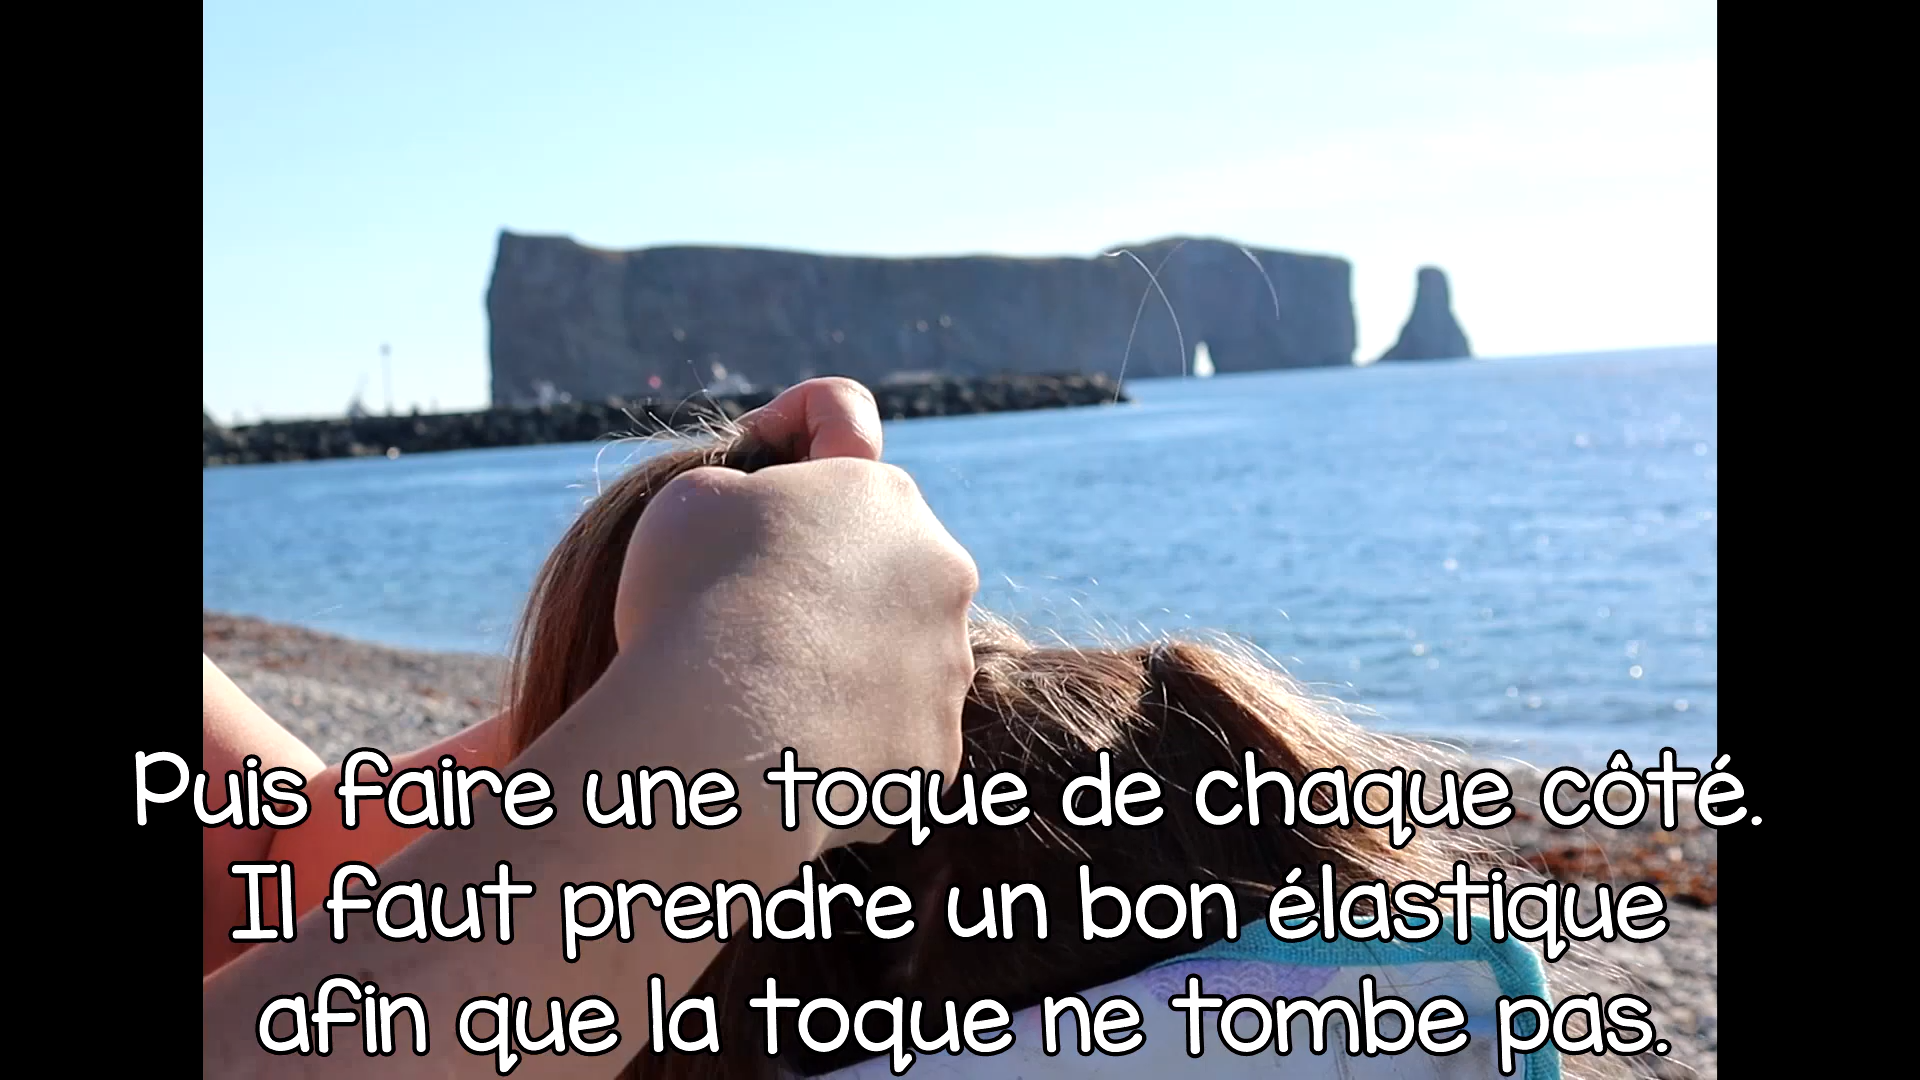 Puis faire une toque de chaque côté.
Il faut prendre un bon élastique
afin que la toque ne tombe pas.